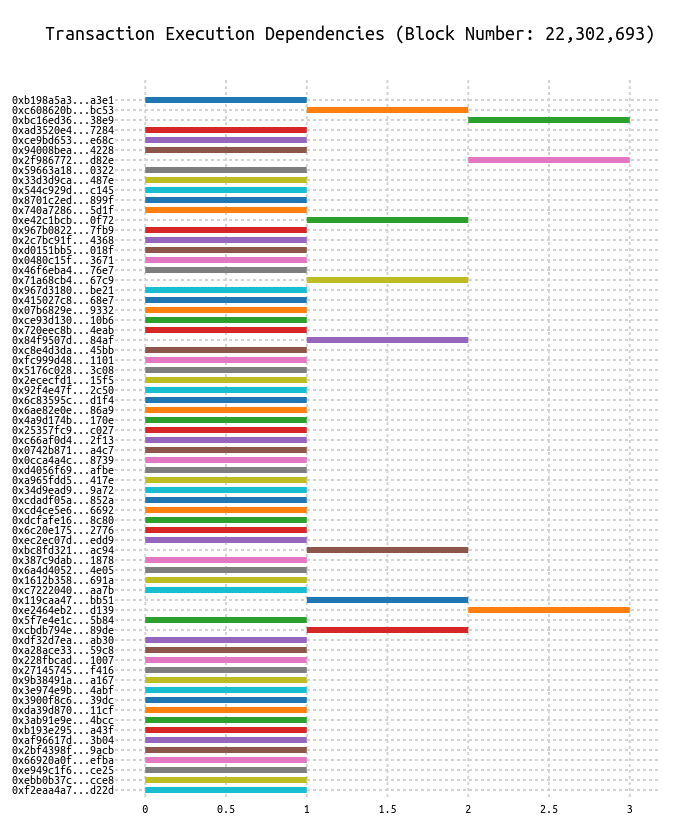 Transaction Execution Dependencies (Block Number: 22,302,693)
0xb198a5a3...a3e1
0xc608620b...bc53
0xbc16ed36...38e9
0xad3520e4...7284
0xce9bd653...e68c
0x94008bea...4228
0x2f986772...d82e
0x59663a18...0322
0x33d3d9ca...487e
0x544c929d...c145
0x8701c2ed...899f
0x740a7286...5d1f
0xe42c1bcb...0f72
0x967b0822...7fb9
0x2c7bc91f...4368
0xd0151bb5...018f
0x0480c15f...3671
0x46f6eba4...76e7
0x71a68cb4...67c9
0x967d3180...be21
0x415027c8...68e7
0x07b6829e...9332
0xce93d130...10b6
0x720eec8b...4eab
0x84f9507d...84af
0xc8e4d3da...45bb
0xfc999d48...1101
0x5176c028...3c08
0x2ececfd1...15f5
0x92f4e47f...2c50
0x6c83595c...d1f4
0x6ae82e0e...86a9
0x4a9d174b...170e
0x25357fc9...c027
0xc66af0d4...2f13
0x0742b871...a4c7
0x0cca4a4c...8739
0xd4056f69...afbe
0xa965fdd5...417e
0x34d9ead9...9a72
0xcdadf05a...852a
0xcd4ce5e6...6692
0xdcfafe16...8c80
0x6c20e175...2776
0xec2ec07d...edd9
0xbc8fd321...ac94
0x387c9dab...1878
0x6a4d4052...4e05
0x1612b358...691a
0xc7222040...aa7b
0x119caa47...bb51
0xe2464eb2...d139
0x5f7e4e1c...5b84
0xcbdb794e...89de
0xdf32d7ea...ab30
0xa28ace33...59c8
0x228fbcad...1007
0x27145745...f416
0x9b38491a...a167
0x3e974e9b...4abf
0x3900f8c6...39dc
0xda39d870...11cf
0x3ab91e9e...4bcc
0xb193e295...a43f
0xaf96617d...3b04
0x2bf4398f...9acb
0x66920a0f...efba
0xe949c1f6...ce25
0xebb0b37c...cce8
0xf2eaa4a7...d22d
0 0.5 1 1.5 2 2.5 3